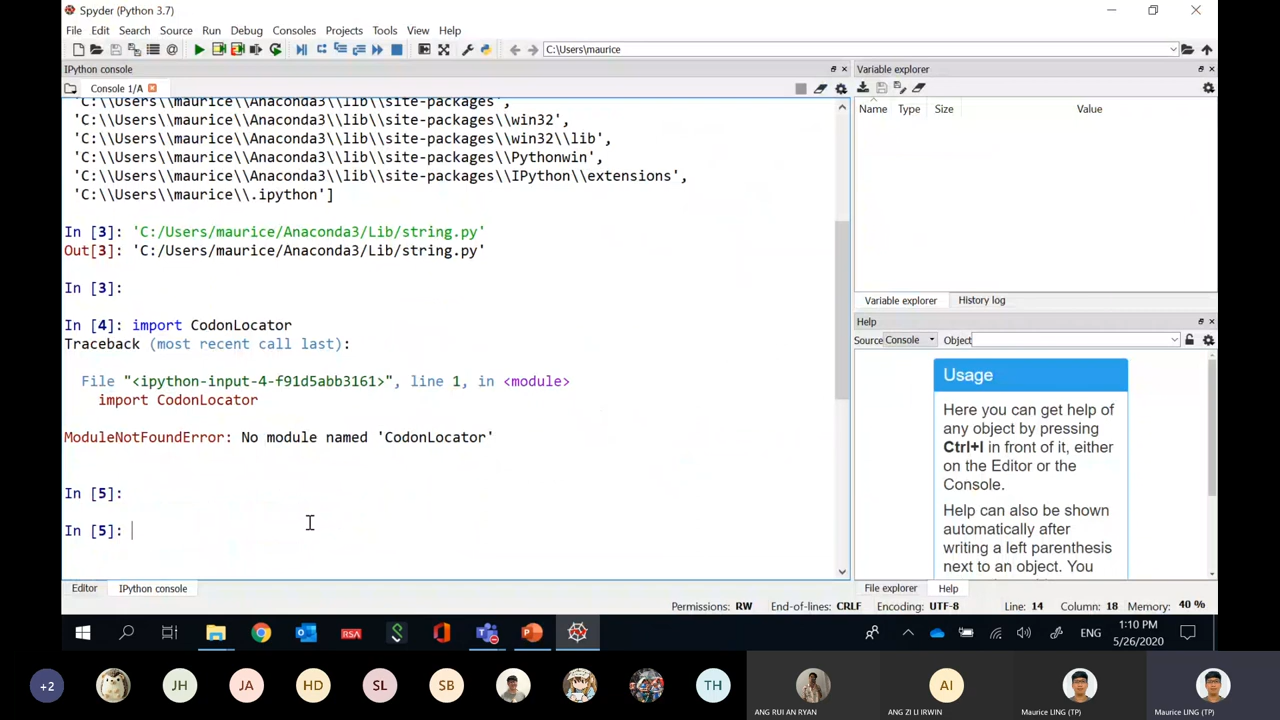 Spyder (Python 3.7)
File Edit Search Source Run Debug Consoles Projects Tools View Help
C:\Users\maurice
IPython console
Console 1/A
'C:\\Users\\maurice\\Anaconda3\\lib\\site-packages',
'C:\\Users\\maurice\\Anaconda3\\lib\\site-packages\\win32',
'C:\\Users\\maurice\\Anaconda3\\lib\\site-packages\\win32\\lib',
'C:\\Users\\maurice\\Anaconda3\\lib\\site-packages\\Pythonwin',
'C:\\Users\\maurice\\Anaconda3\\lib\\site-packages\\IPython\\extensions',
'C:\\Users\\maurice\\.ipython']
In [3]: 'C:/Users/maurice/Anaconda3/Lib/string.py'
Out[3]: 'C:/Users/maurice/Anaconda3/Lib/string.py'
In [3]:
In [4]: import CodonLocator
Traceback (most recent call last):
File "<ipython-input-4-f91d5abb3161>", line 1, in <module>
import CodonLocator
ModuleNotFoundError: No module named 'CodonLocator'
In [5]:
In [5]:
Editor IPython console
Variable explorer
Name Type Size Value
Variable explorer History log
Help
Source Console Object
Usage
Here you can get help of
any object by pressing
Ctrl+I in front of it, either
on the Editor or the
Console.
Help can also be shown
automatically after
writing a left parenthesis
next to an object. You
File explorer Help
Permissions: RW End-of-lines: CRLF Encoding: UTF-8 Line: 14 Column: 18 Memory: 40 %
RSA
ENG
1:10 PM
5/26/2020
+2 JH JA HD SL SB TH AI
ANG RUI AN RYAN ANG ZI LI IRWIN Maurice LING (TP) Maurice LING (TP)